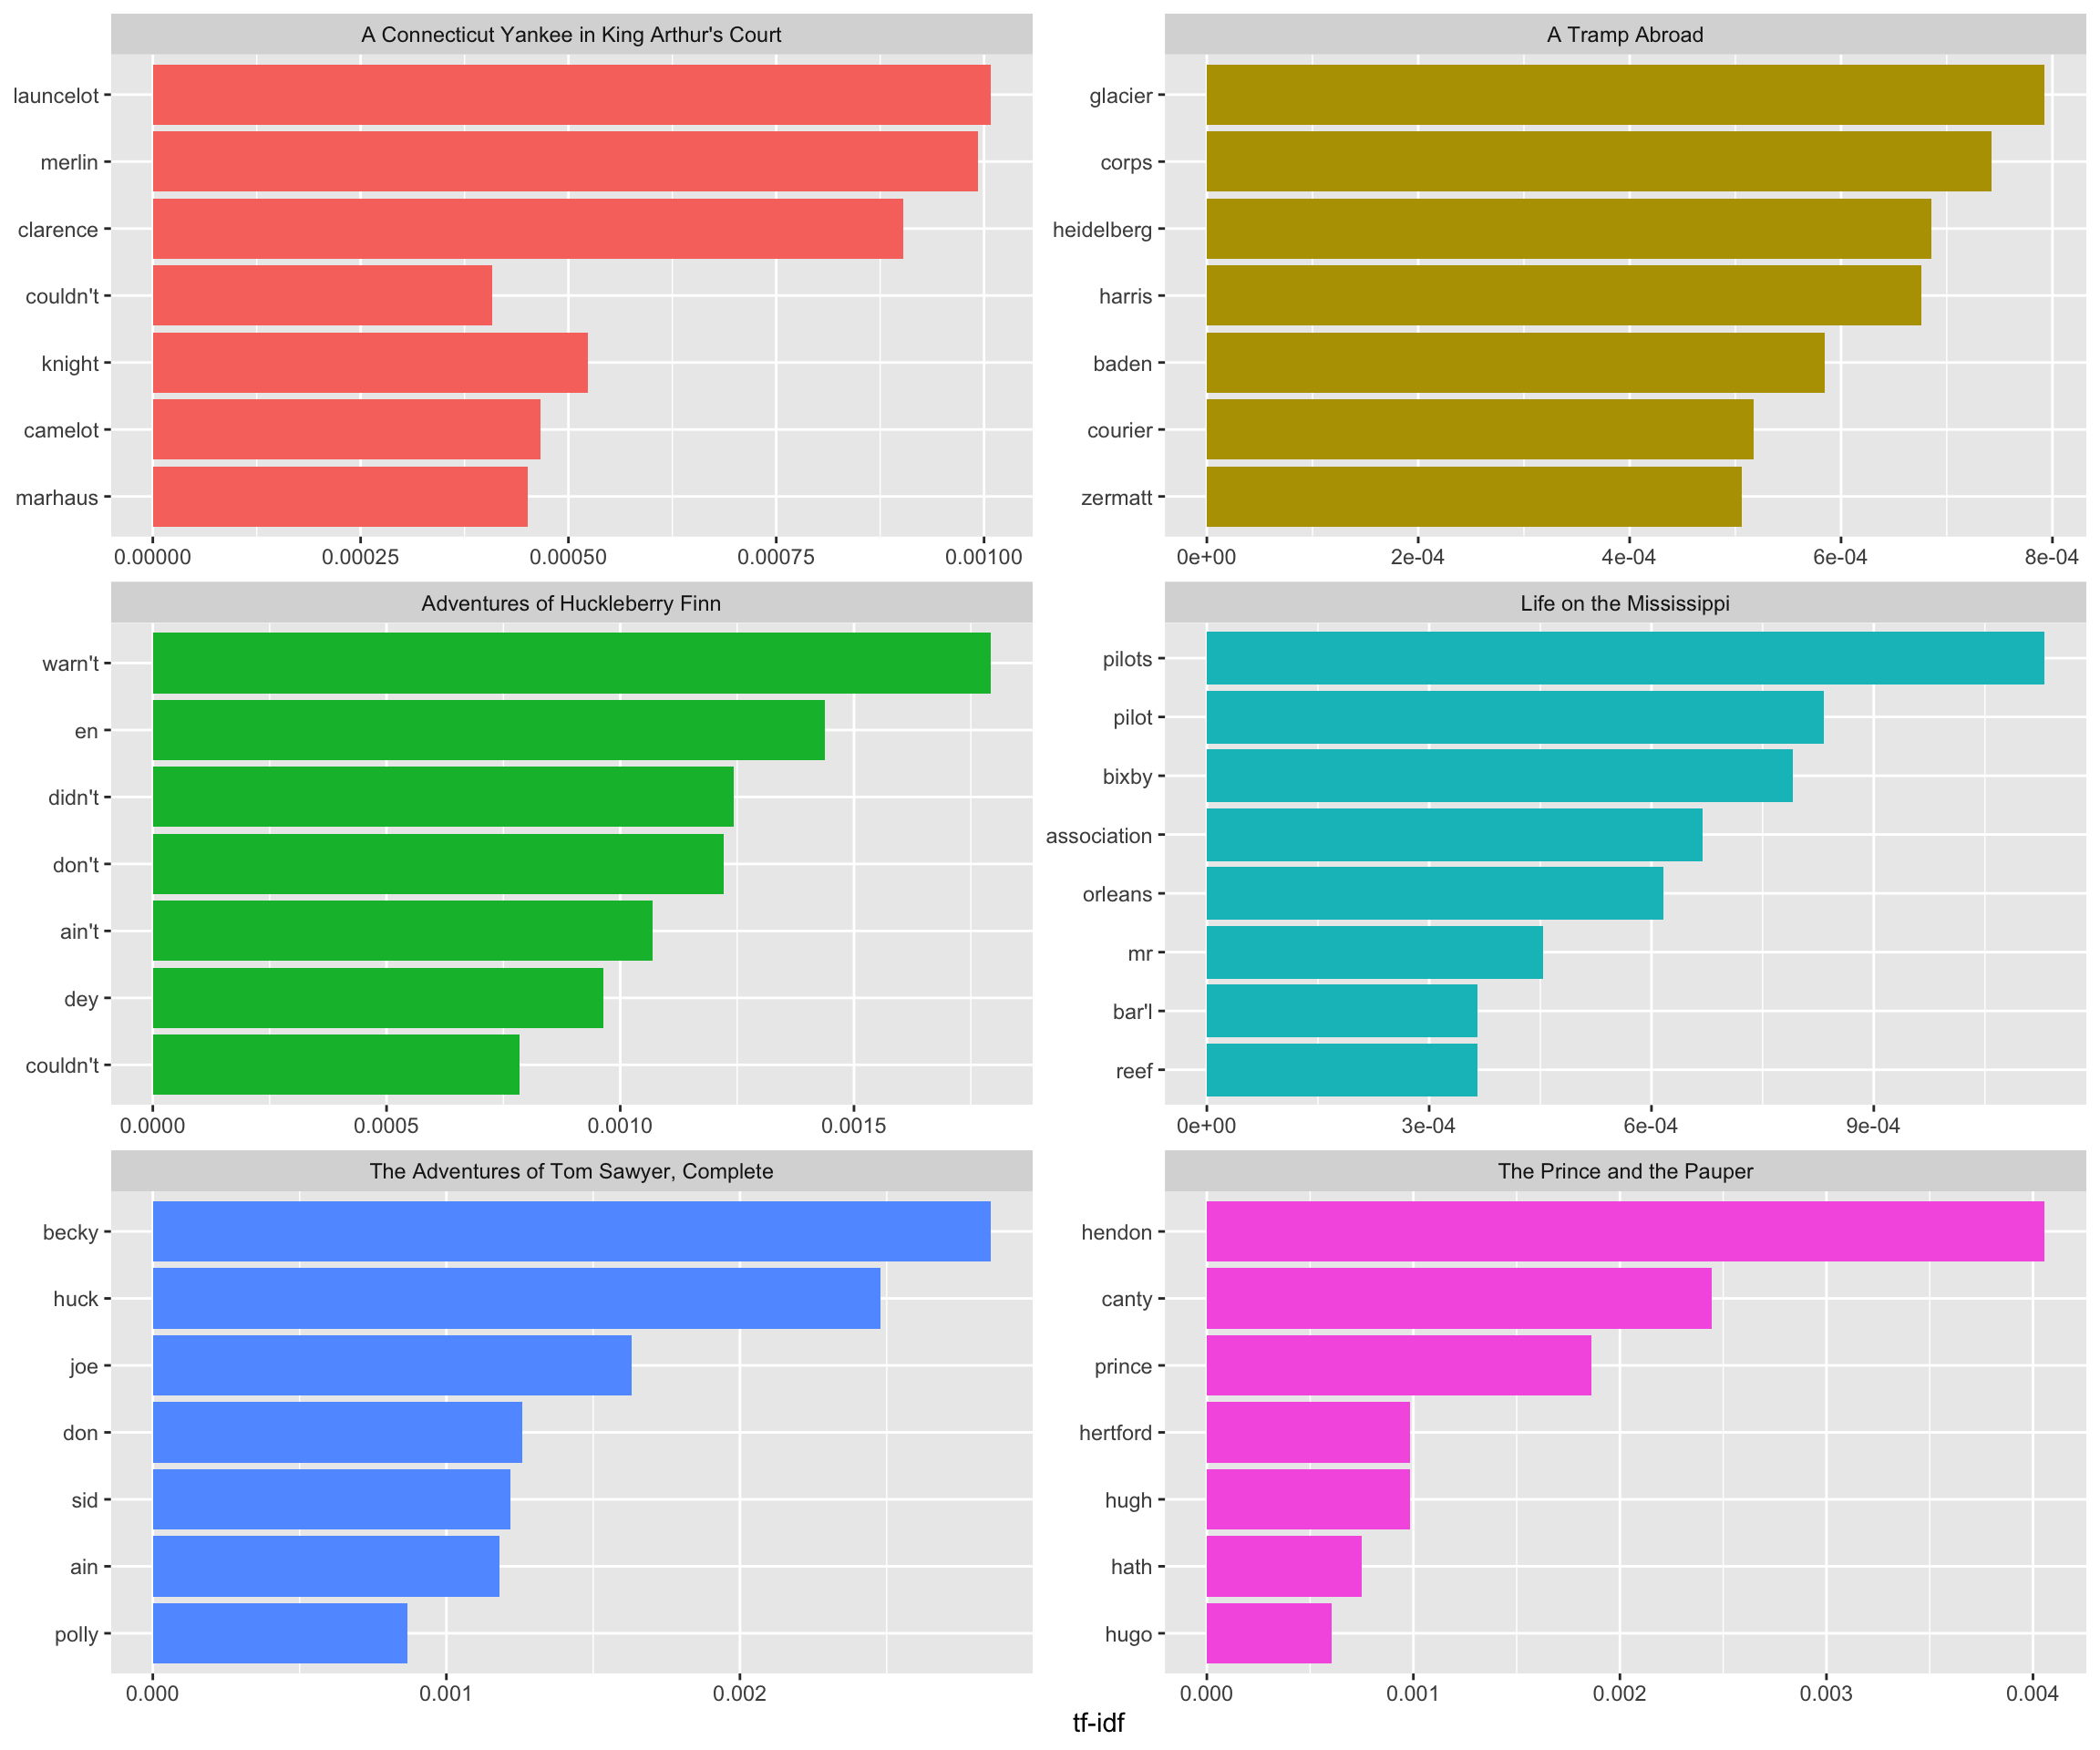 A Connecticut Yankee in King Arthur's Court
launcelot
merlin
clarence
couldn't
knight
camelot
marhaus
0.00000 0.00025 0.00050 0.00075 0.00100
A Tramp Abroad
glacier
corps
heidelberg
harris
baden
courier
zermatt
0e+00 2e-04 4e-04 6e-04 8e-04
Adventures of Huckleberry Finn
warn't
en
didn't
don't
ain't
dey
couldn't
0.0000 0.0005 0.0010 0.0015
Life on the Mississippi
pilots
pilot
bixby
association
orleans
mr
bar'l
reef
0e+00 3e-04 6e-04 9e-04
The Adventures of Tom Sawyer, Complete
becky
huck
joe
don
sid
ain
polly
0.000 0.001 0.002
The Prince and the Pauper
hendon
canty
prince
hertford
hugh
hath
hugo
0.000 0.001 0.002 0.003 0.004
tf-idf